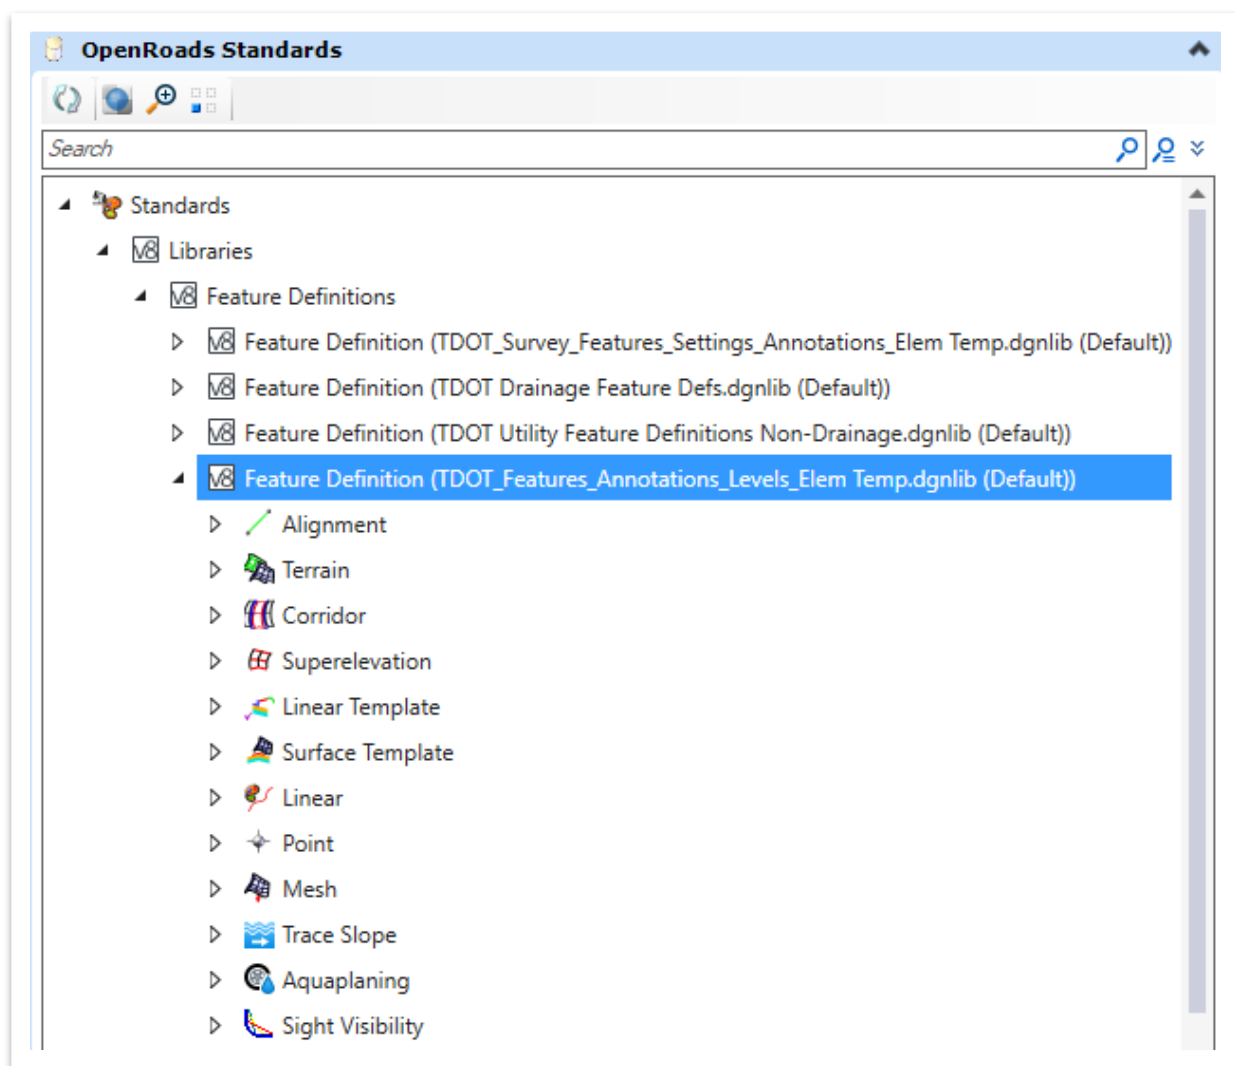 OpenRoads Standards
Search
Standards
Libraries
Feature Definitions
Feature Definition (TDOT_Survey_Features_Settings_Annotations_Elem Temp.dgnlib (Default))
Feature Definition (TDOT Drainage Feature Defs.dgnlib (Default))
Feature Definition (TDOT Utility Feature Definitions Non-Drainage.dgnlib (Default))
Feature Definition (TDOT_Features_Annotations_Levels_Elem Temp.dgnlib (Default))
Alignment
Terrain
Corridor
Superelevation
Linear Template
Surface Template
Linear
Point
Mesh
Trace Slope
Aquaplaning
Sight Visibility